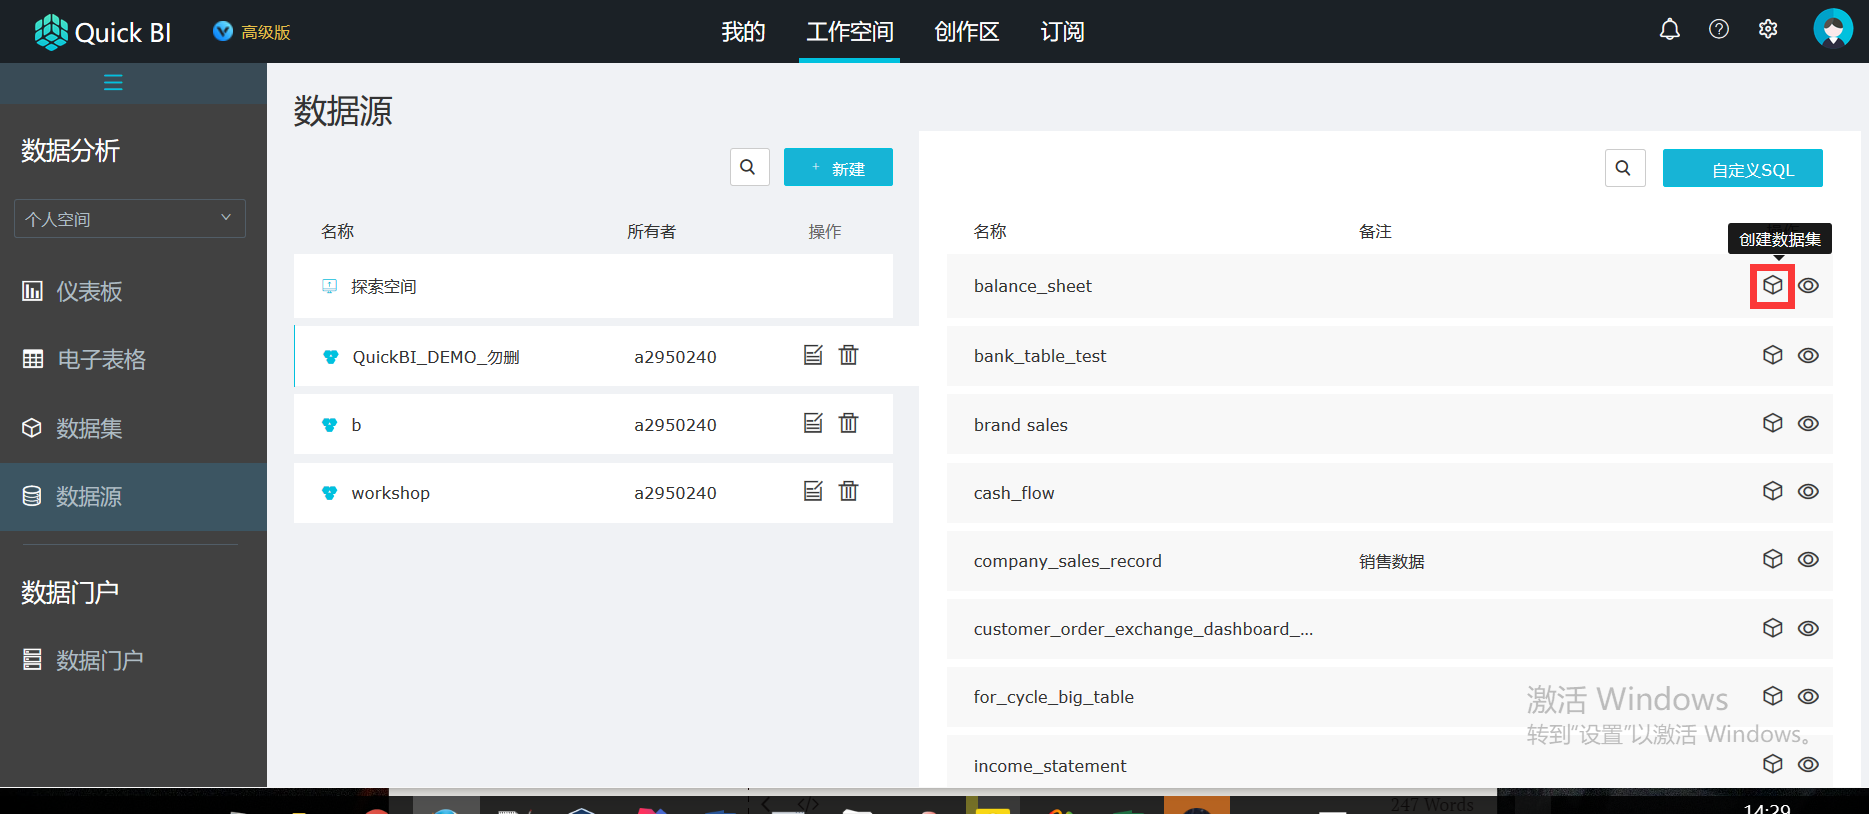 Quick BI
高级版
我的
工作空间
创作区
订阅
数据分析
个人空间
仪表板
电子表格
数据集
数据源
数据门户
数据门户
数据源
+ 新建
名称
所有者
操作
探索空间
QuickBI_DEMO_勿删
a2950240
b
a2950240
workshop
a2950240
自定义SQL
名称
备注
创建数据集
balance_sheet
bank_table_test
brand sales
cash_flow
company_sales_record
销售数据
customer_order_exchange_dashboard_...
for_cycle_big_table
income_statement
激活 Windows
转到“设置”以激活 Windows。
247 Words
14:29